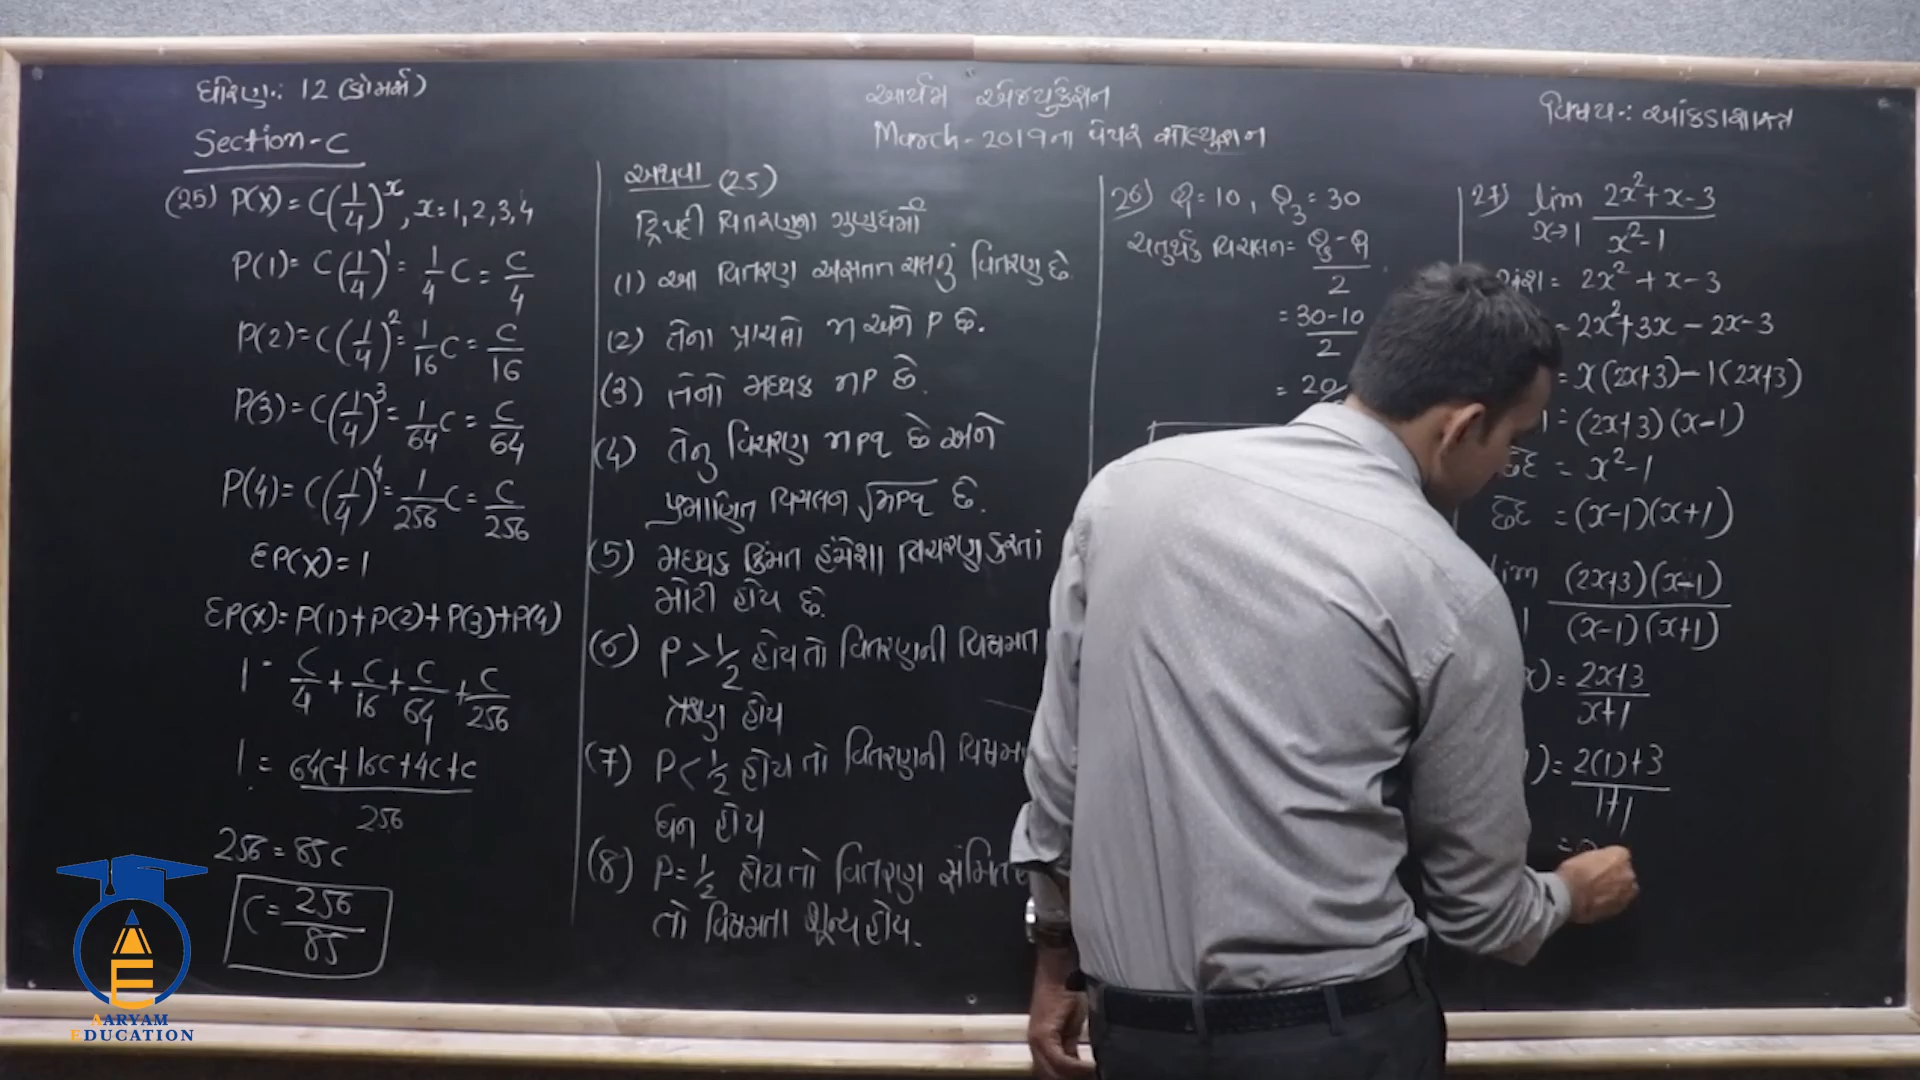 ધોરણ: 12 (કોમર્સ)
આર્યમ એજ્યુકેશન
March-2019ના પેપર સોલ્યુશન
વિષય: આંકડાશાસ્ત્ર
Section-C
(25) P(x) = C(1/4)^x, x=1,2,3,4
P(1)= C(1/4)^1 = 1/4 C = C/4
P(2)= C(1/4)^2 = 1/16 C = C/16
P(3)= C(1/4)^3 = 1/64 C = C/64
P(4)= C(1/4)^4 = 1/256 C = C/256
ΣP(x)=1
ΣP(x)= P(1)+P(2)+P(3)+P(4)
1 = C/4 + C/16 + C/64 + C/256
1 = (64C+16C+4C+C)/256
256 = 85C
C = 256/85
અથવા (25)
દ્વિપદી વિતરણના ગુણધર્મો
(1) આ વિતરણ અસતત ચલનું વિતરણ છે.
(2) તેના પ્રાચલો n અને P છે.
(3) તેનો મધ્યક nP છે.
(4) તેનુ વિચરણ npq છે અને
પ્રમાણિત વિચલન √npq છે.
(5) મધ્યક કિંમત હંમેશા વિચરણ કરતાં
મોટી હોય છે.
(6) P > 1/2 હોય તો વિતરણની વિષમત
ઋણ હોય
(7) P < 1/2 હોય તો વિતરણની વિષમ
ધન હોય
(8) P = 1/2 હોય તો વિતરણ સંમિત
તો વિષમતા શૂન્ય હોય.
26) Q = 10, Q3 = 30
ચતુર્થક વિચલન = (Q3 - Q1)/2
= (30-10)/2
= 20
27) lim x→1 (2x²+x-3)/(x²-1)
અંશ = 2x² + x - 3
= 2x²+3x-2x-3
= x(2x+3)-1(2x+3)
= (2x+3)(x-1)
છેદ = x²-1
છેદ = (x-1)(x+1)
lim (2x+3)(x-1)/(x-1)(x+1)
x) = (2x+3)/(x+1)
) = (2(1)+3)/(1+1)
=
AARYAM
EDUCATION